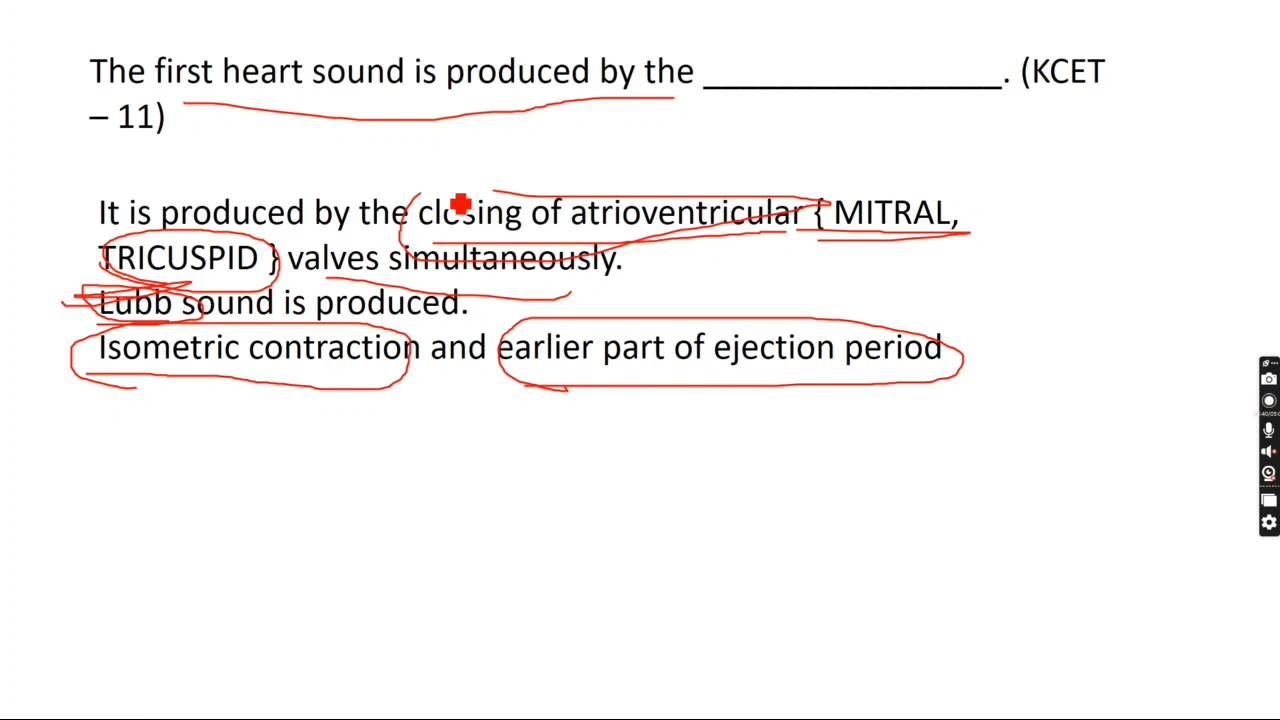 The first heart sound is produced by the _________________. (KCET
– 11)
It is produced by the closing of atrioventricular { MITRAL,
TRICUSPID } valves simultaneously.
Lubb sound is produced.
Isometric contraction and earlier part of ejection period